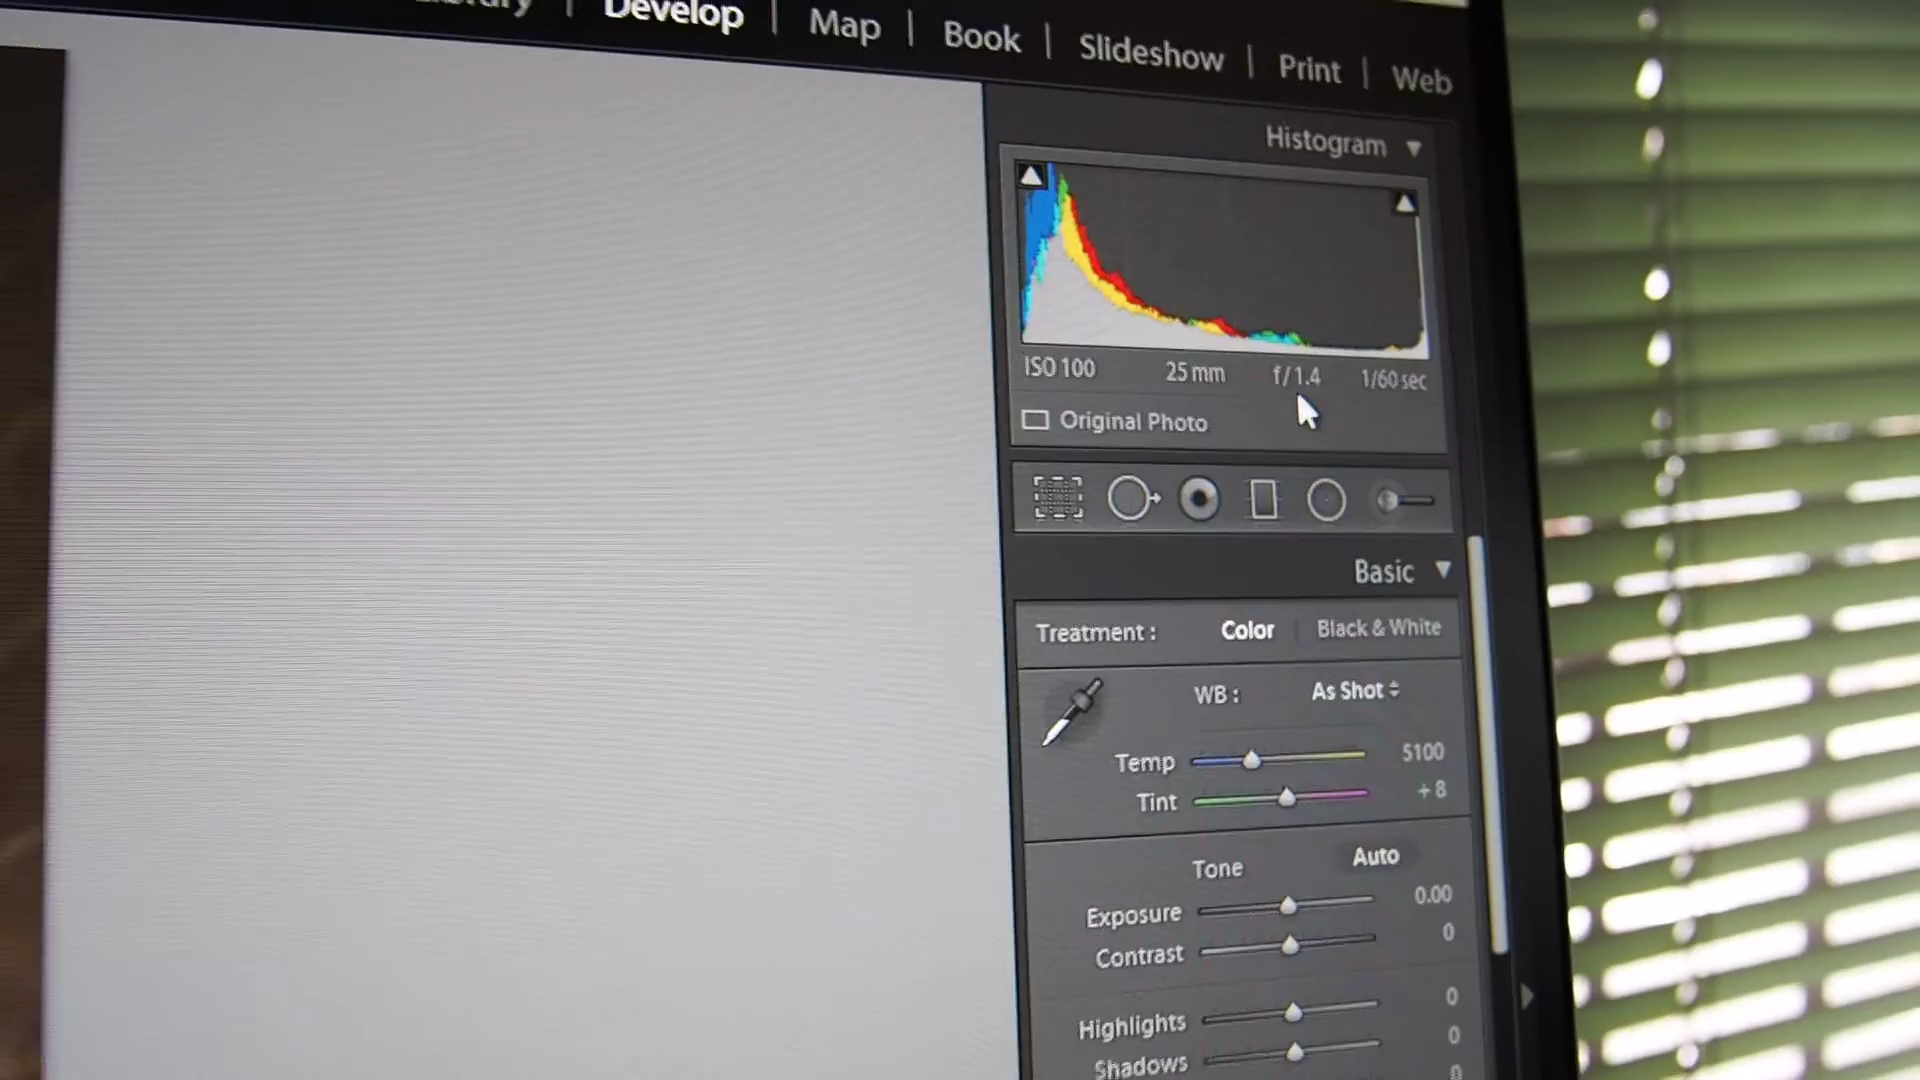 Library | Develop | Map | Book | Slideshow | Print | Web
Histogram
ISO 100 25 mm f / 1.4 1/60 sec
Original Photo
Basic
Treatment : Color | Black & White
WB : As Shot
Temp 5100
Tint + 8
Tone Auto
Exposure 0.00
Contrast 0
Highlights 0
Shadows 0
0